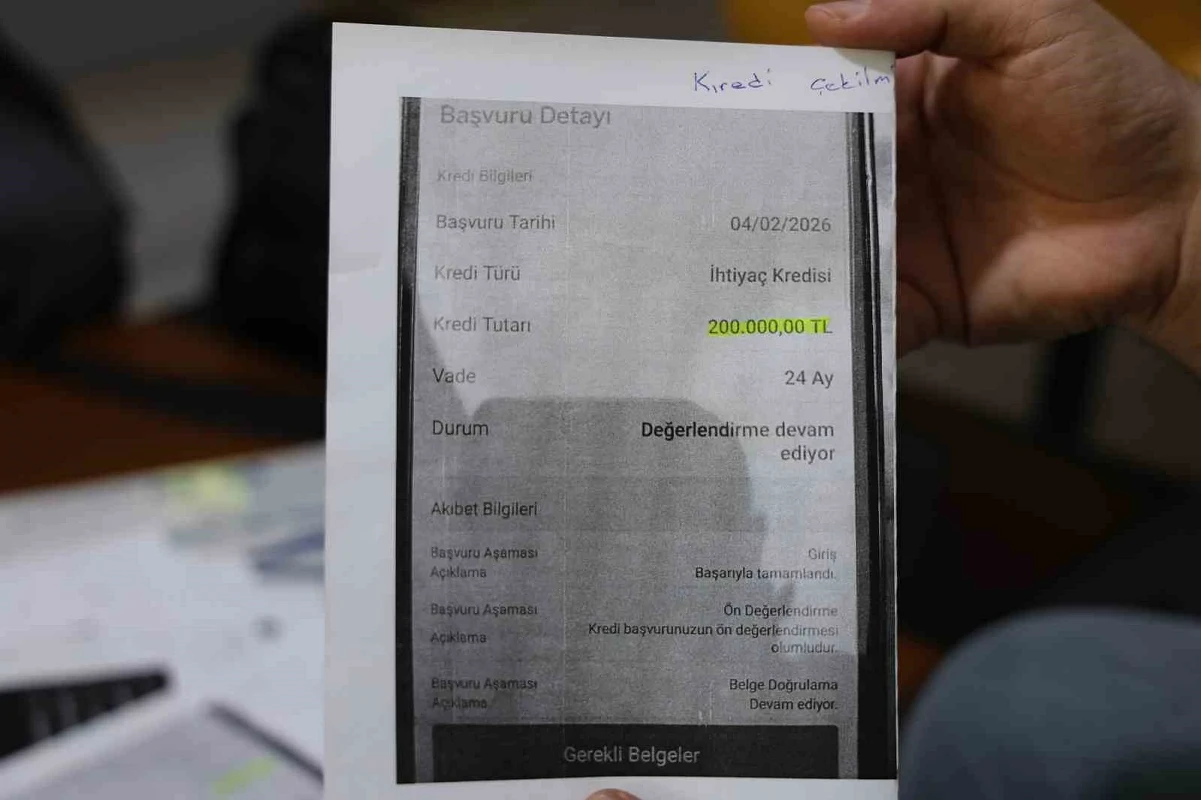 Kıredi Çekilmi
Başvuru Detayı
Kredi Bilgileri
Başvuru Tarihi 04/02/2026
Kredi Türü İhtiyaç Kredisi
Kredi Tutarı 200.000,00 TL
Vade 24 Ay
Durum Değerlendirme devam
ediyor
Akıbet Bilgileri
Başvuru Aşaması Giriş
Açıklama Başarıyla tamamlandı.
Başvuru Aşaması Ön Değerlendirme
Açıklama Kredi başvurunuzun ön değerlendirmesi
olumludur.
Başvuru Aşaması Belge Doğrulama
Açıklama Devam ediyor.
Gerekli Belgeler